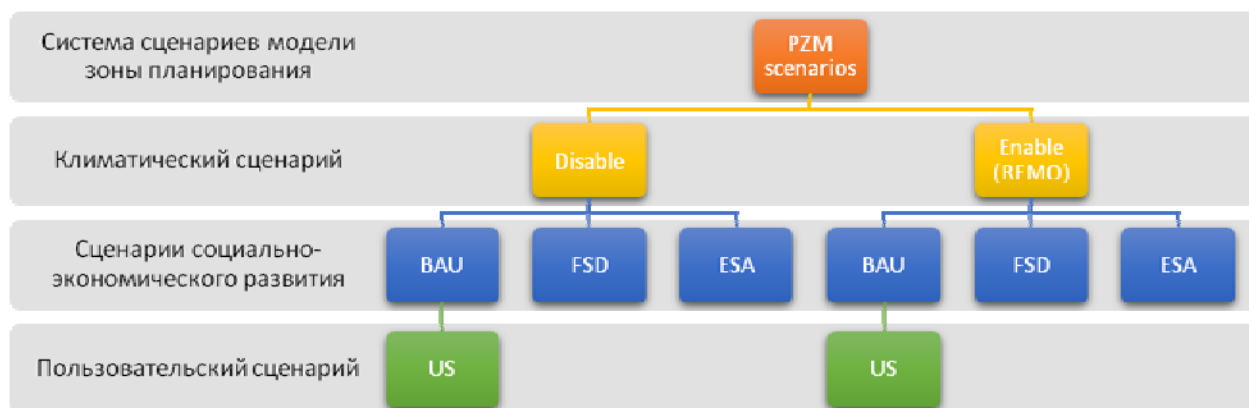 Система сценариев модели
зоны планирования
PZM
scenarios
Климатический сценарий
Disable
Enable
(REMO)
Сценарии социально-
экономического развития
BAU
FSD
ESA
BAU
FSD
ESA
Пользовательский сценарий
US
US